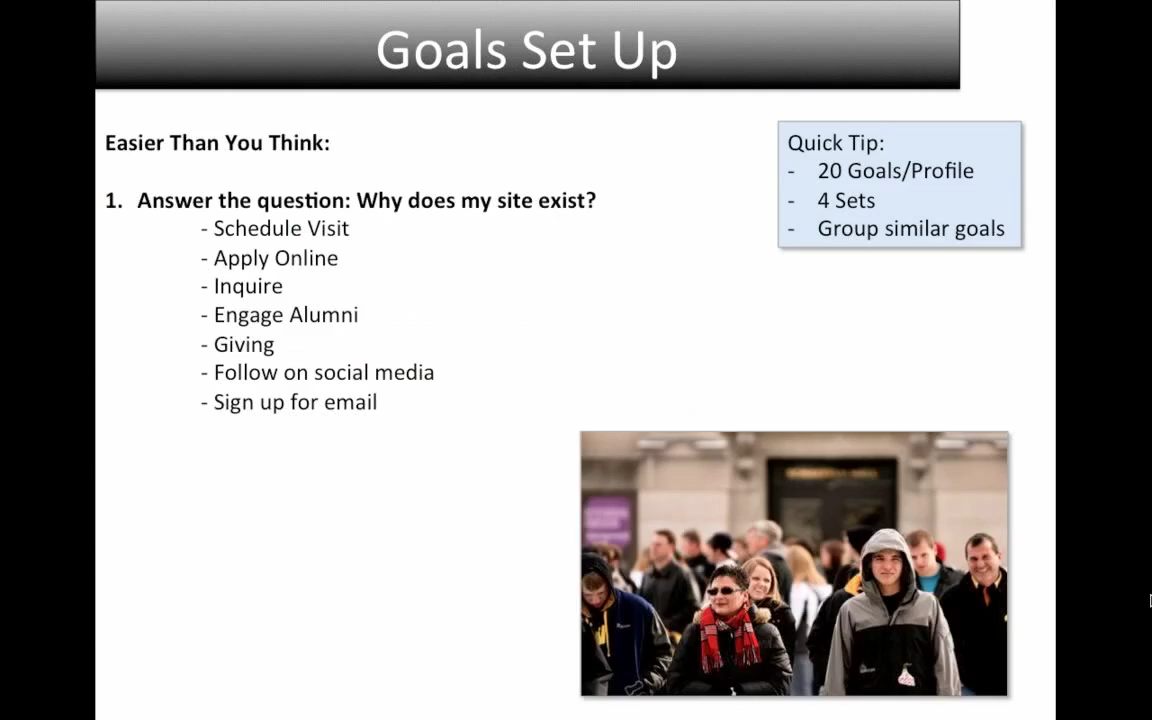 Goals Set Up
Easier Than You Think:
1. Answer the question: Why does my site exist?
- Schedule Visit
- Apply Online
- Inquire
- Engage Alumni
- Giving
- Follow on social media
- Sign up for email
Quick Tip:
- 20 Goals/Profile
- 4 Sets
- Group similar goals